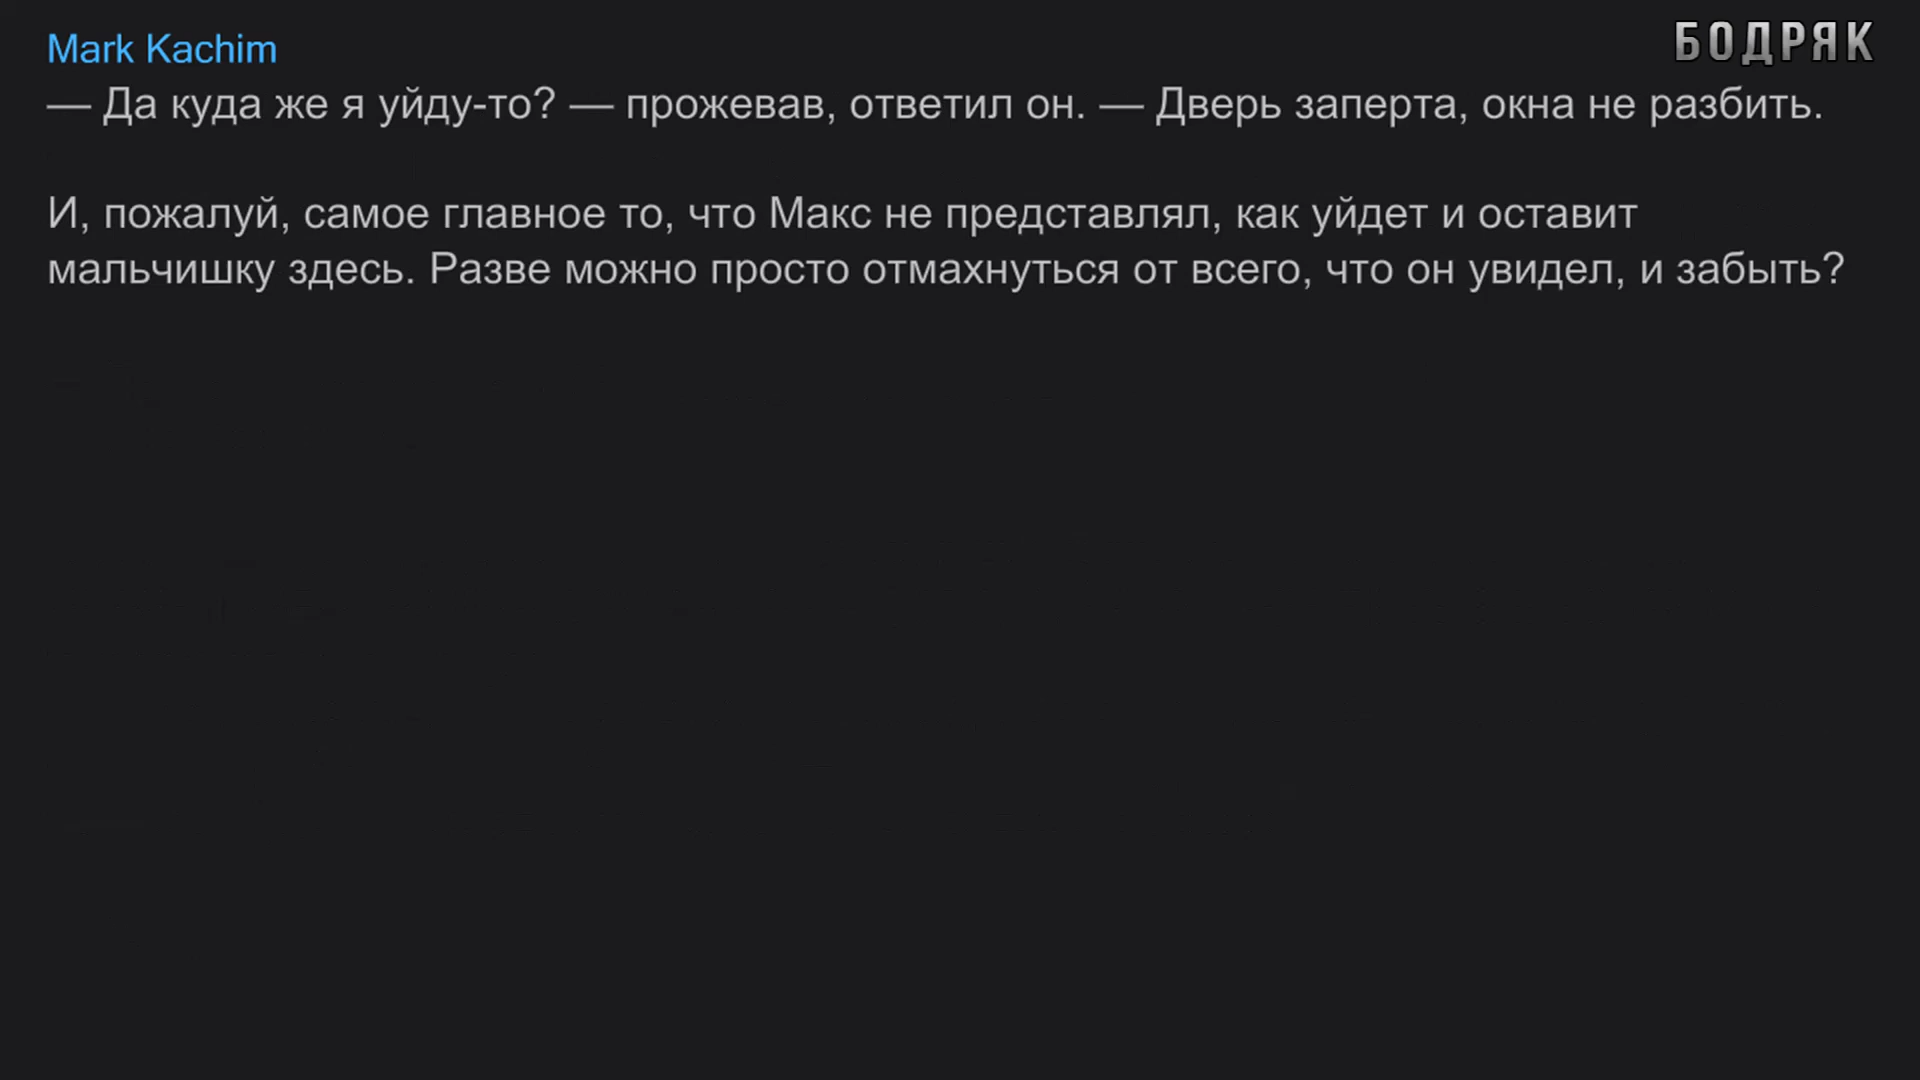 Mark Kachim
БОДРЯК
— Да куда же я уйду-то? — прожевав, ответил он. — Дверь заперта, окна не разбить.
И, пожалуй, самое главное то, что Макс не представлял, как уйдет и оставит
мальчишку здесь. Разве можно просто отмахнуться от всего, что он увидел, и забыть?